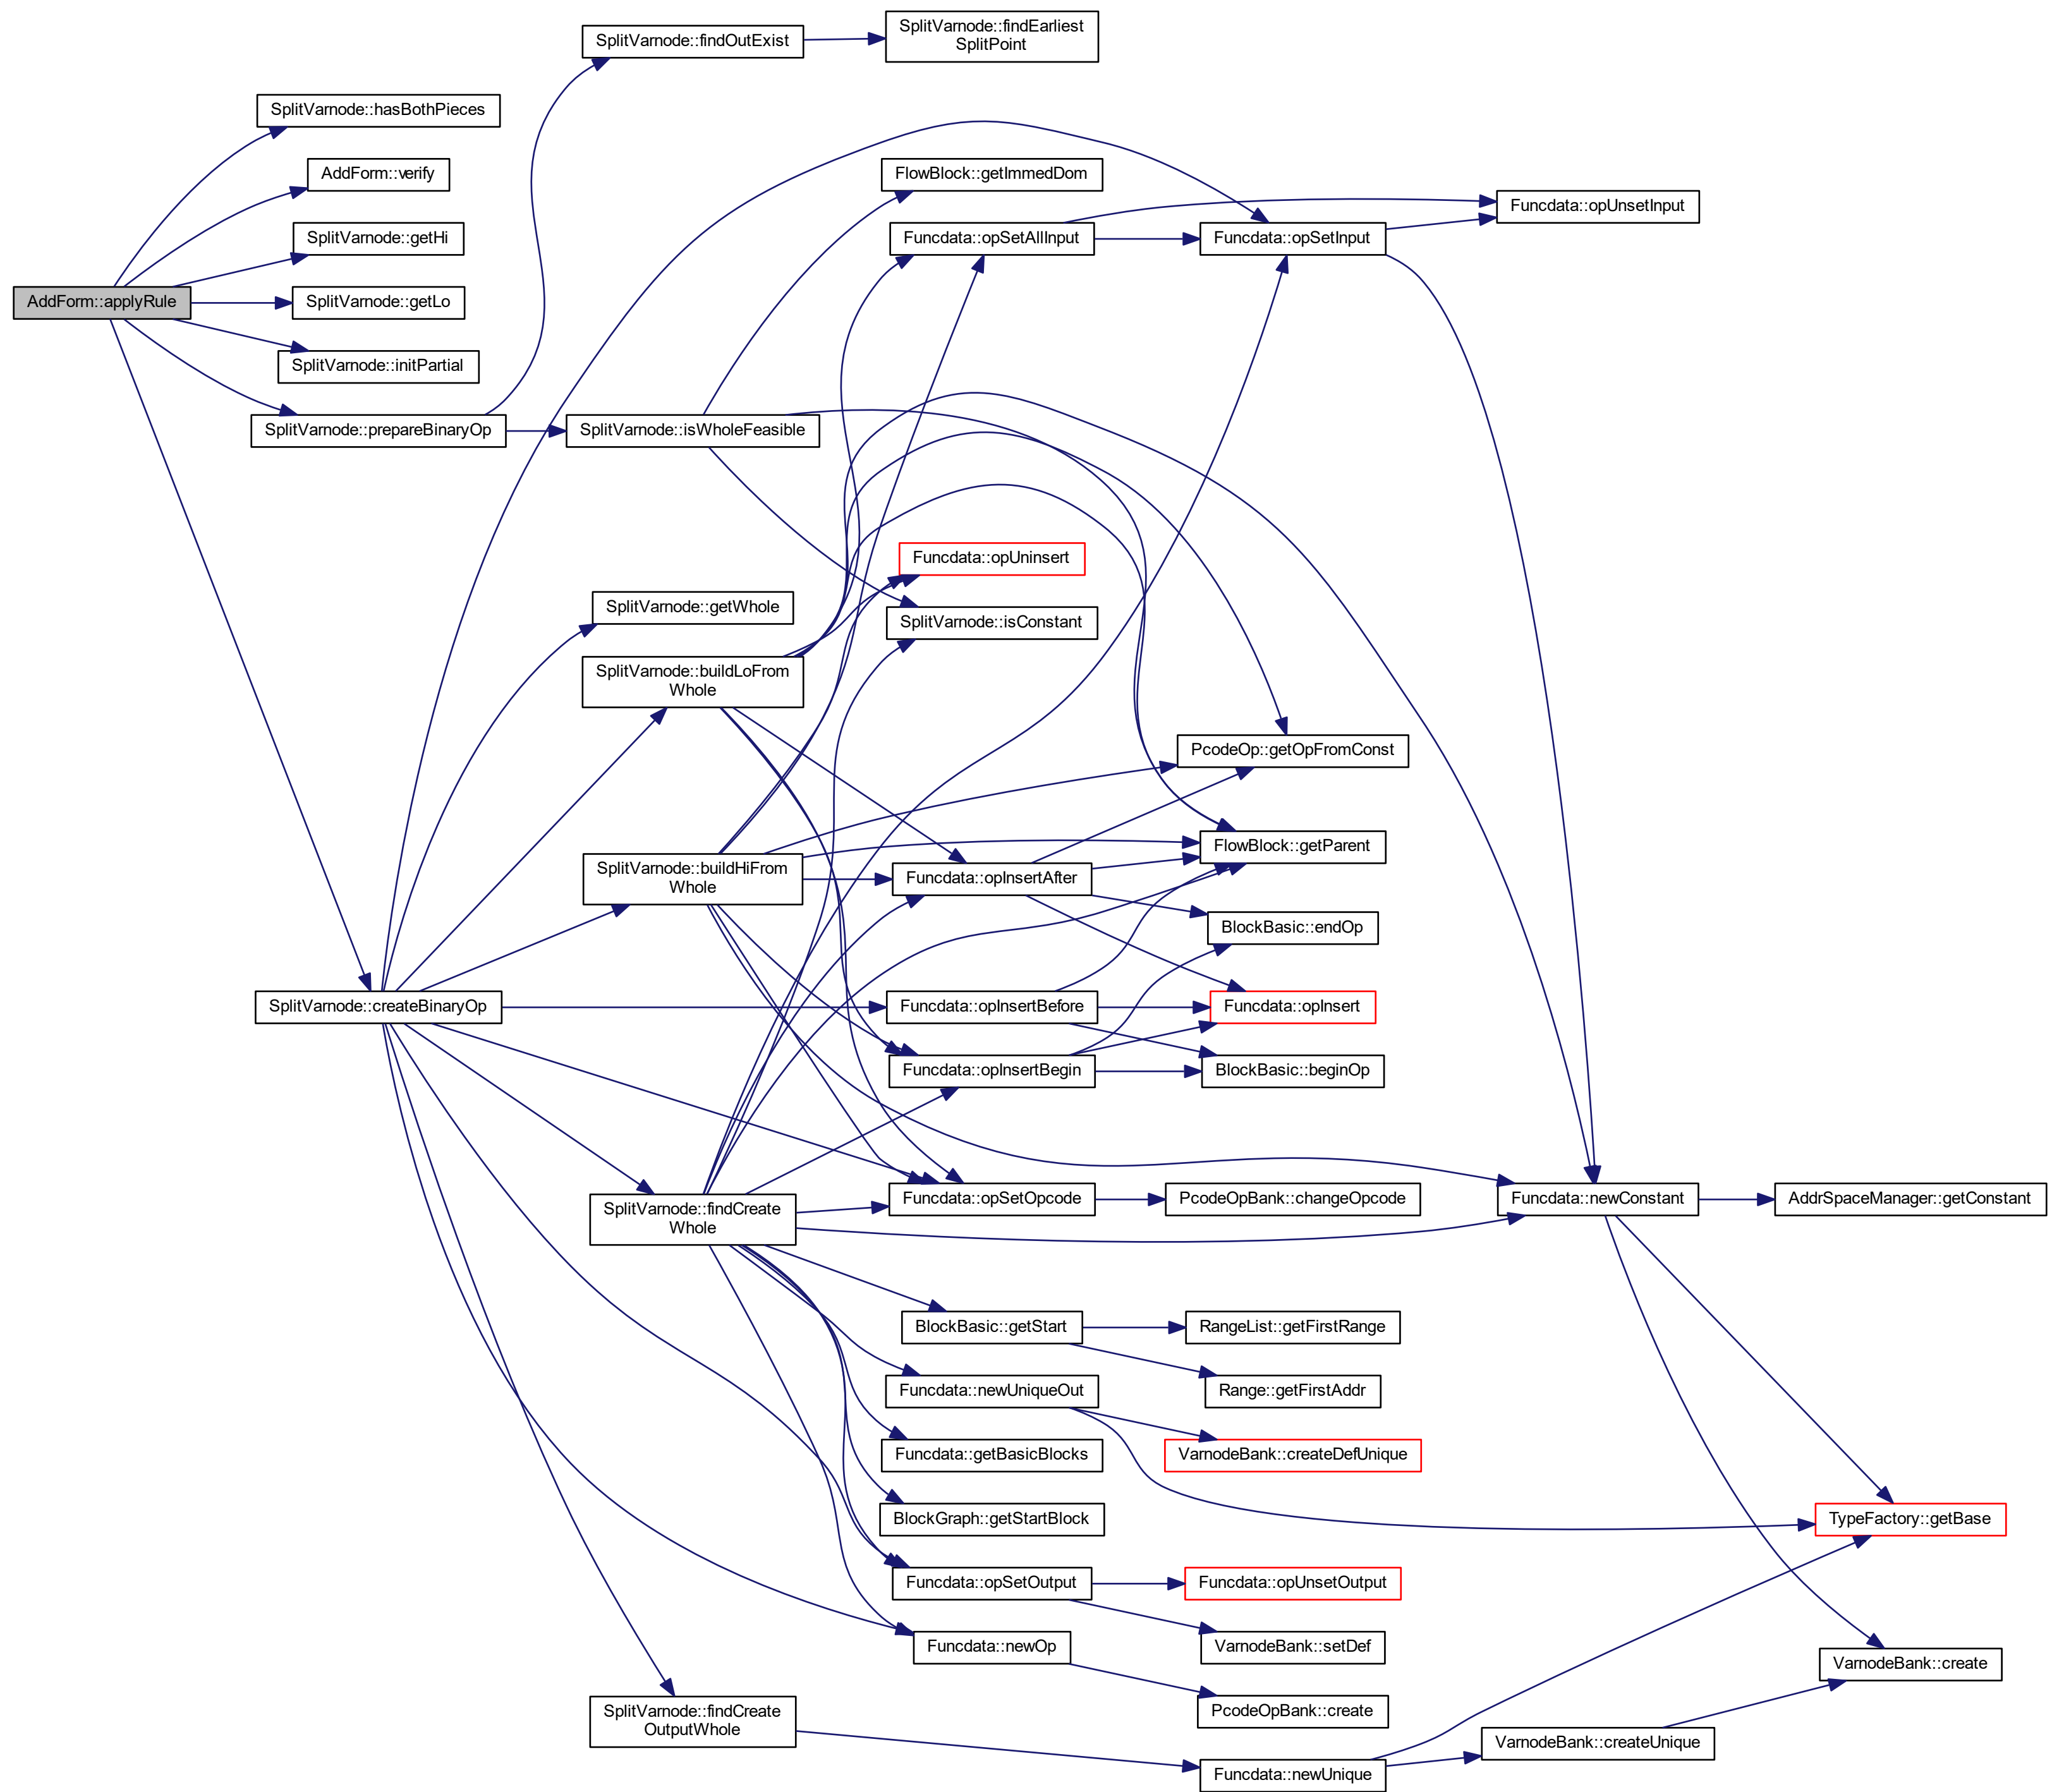 SplitVarnode::findOutExist
SplitVarnode::findEarliest
SplitPoint
SplitVarnode::hasBothPieces
AddForm::verify
FlowBlock::getImmedDom
Funcdata::opUnsetInput
SplitVarnode::getHi
Funcdata::opSetAllInput
Funcdata::opSetInput
AddForm::applyRule
SplitVarnode::getLo
SplitVarnode::initPartial
SplitVarnode::prepareBinaryOp
SplitVarnode::isWholeFeasible
Funcdata::opUninsert
SplitVarnode::getWhole
SplitVarnode::isConstant
SplitVarnode::buildLoFrom
Whole
PcodeOp::getOpFromConst
FlowBlock::getParent
SplitVarnode::buildHiFrom
Whole
Funcdata::opInsertAfter
BlockBasic::endOp
SplitVarnode::createBinaryOp
Funcdata::opInsertBefore
Funcdata::opInsert
Funcdata::opInsertBegin
BlockBasic::beginOp
SplitVarnode::findCreate
Whole
Funcdata::opSetOpcode
PcodeOpBank::changeOpcode
Funcdata::newConstant
AddrSpaceManager::getConstant
BlockBasic::getStart
RangeList::getFirstRange
Funcdata::newUniqueOut
Range::getFirstAddr
Funcdata::getBasicBlocks
VarnodeBank::createDefUnique
BlockGraph::getStartBlock
TypeFactory::getBase
Funcdata::opSetOutput
Funcdata::opUnsetOutput
Funcdata::newOp
VarnodeBank::setDef
VarnodeBank::create
SplitVarnode::findCreate
OutputWhole
PcodeOpBank::create
VarnodeBank::createUnique
Funcdata::newUnique